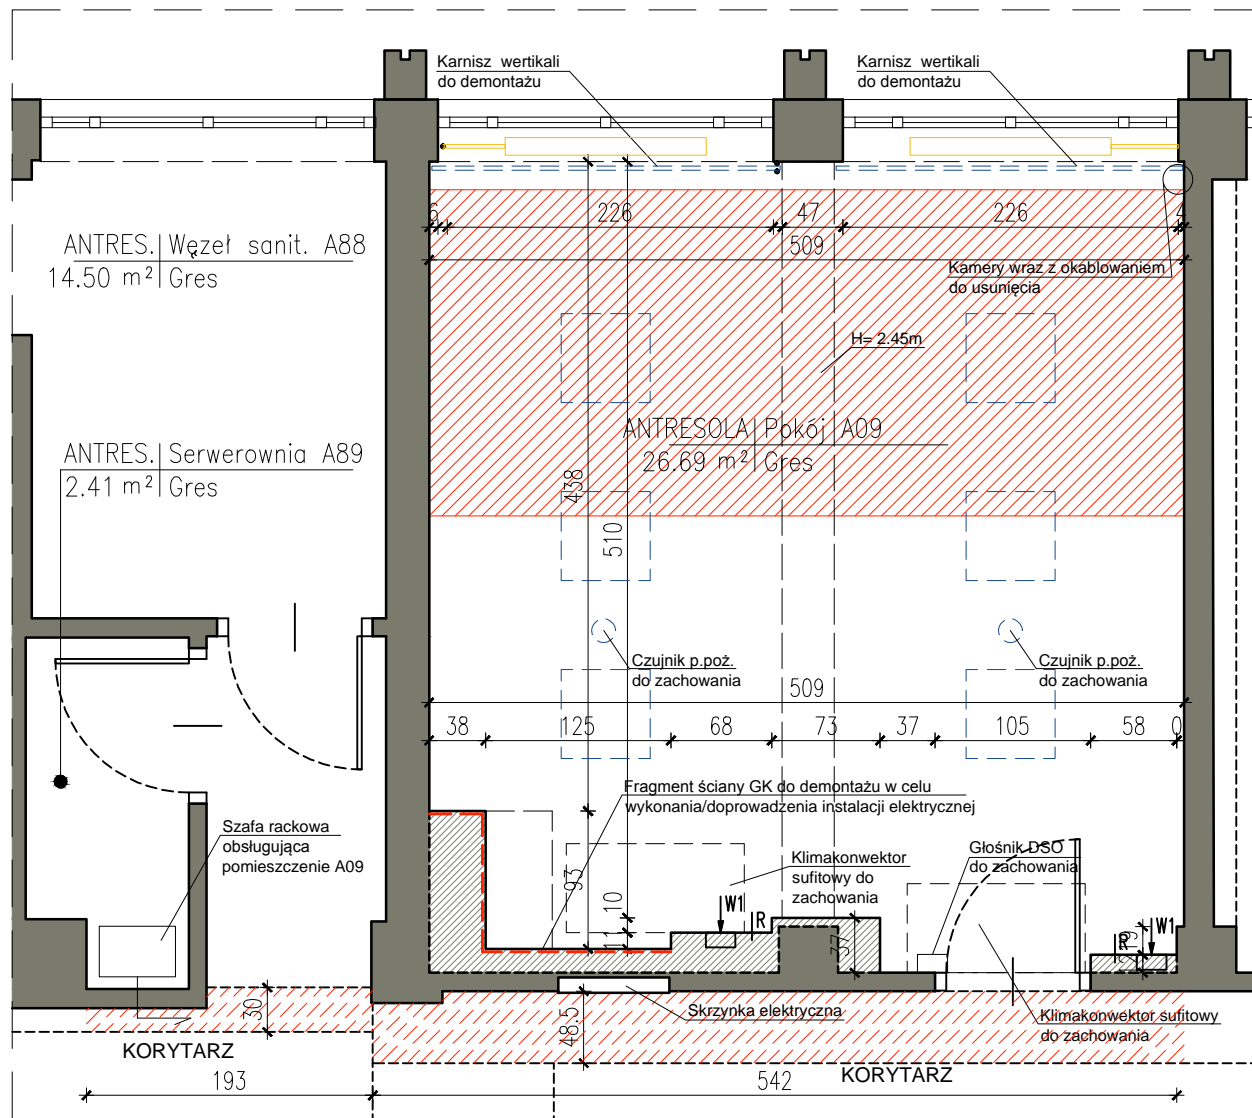 Karnisz wertikali
do demontażu
Karnisz wertikali
do demontażu
6
226
47
226
4
509
ANTRES. Węzeł sanit. A88
14.50 m² Gres
Kamery wraz z okablowaniem
do usunięcia
H= 2.45m
ANTRESOLA Pokój A09
26.69 m² Gres
ANTRES. Serwerownia A89
2.41 m² Gres
438
510
Czujnik p.poż.
do zachowania
Czujnik p.poż.
do zachowania
509
38
125
68
73
37
105
58
0
Fragment ściany GK do demontażu w celu
wykonania/doprowadzenia instalacji elektrycznej
Szafa rackowa
obsługująca
pomieszczenie A09
Klimakonwektor
sufitowy do
zachowania
Głośnik DSO
do zachowania
93
10
11
W1
R
37
R
W1
30
48.5
Skrzynka elektryczna
Klimakonwektor sufitowy
do zachowania
KORYTARZ
KORYTARZ
193
542